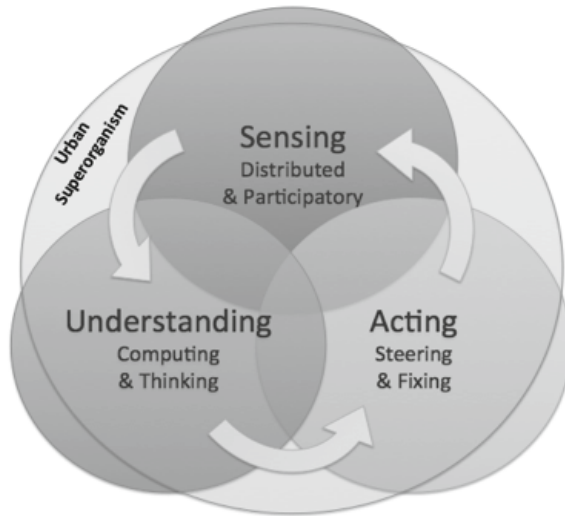 Urban
Superorganism
Sensing
Distributed
& Participatory
Understanding
Computing
& Thinking
Acting
Steering
& Fixing